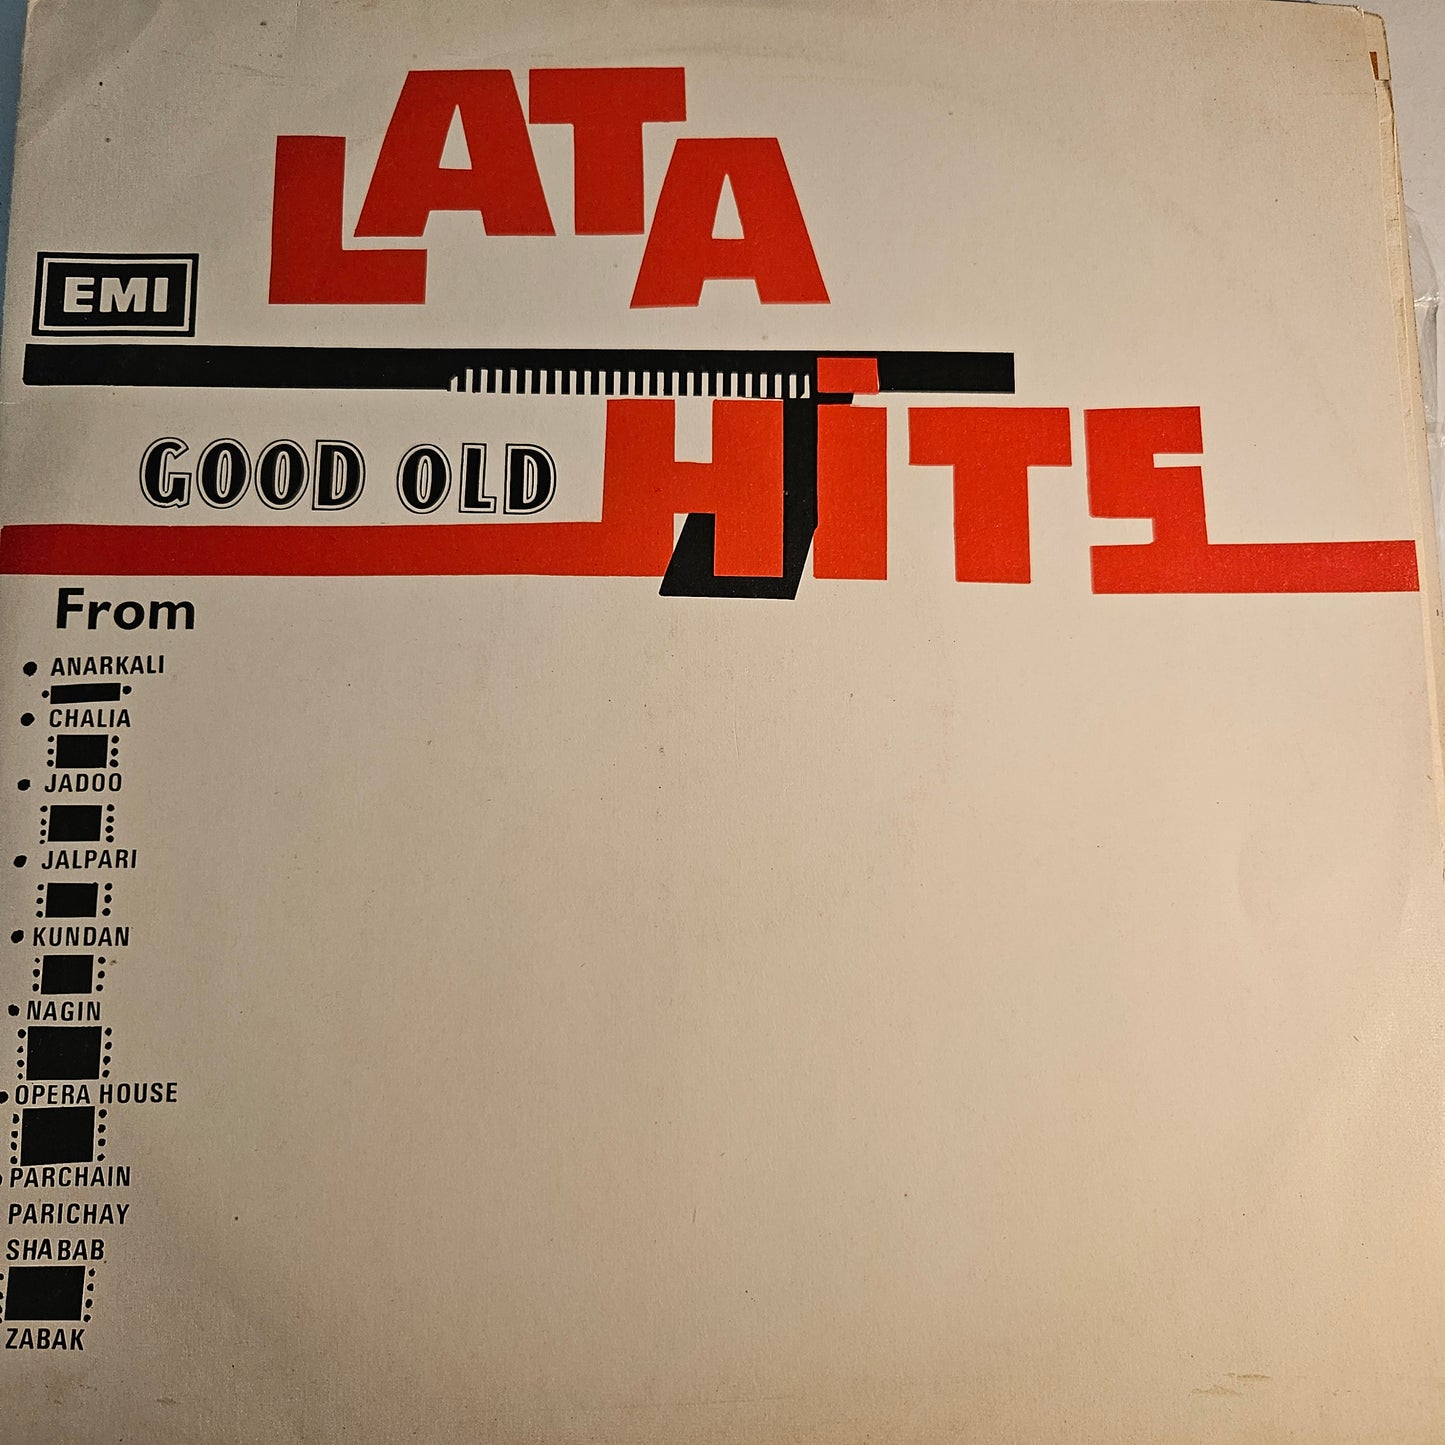 LATA
EMI
GOOD OLD HiTS
From
• ANARKALI
• CHALIA
• JADOO
• JALPARI
• KUNDAN
• NAGIN
• OPERA HOUSE
• PARCHAIN
PARICHAY
SHABAB
ZABAK